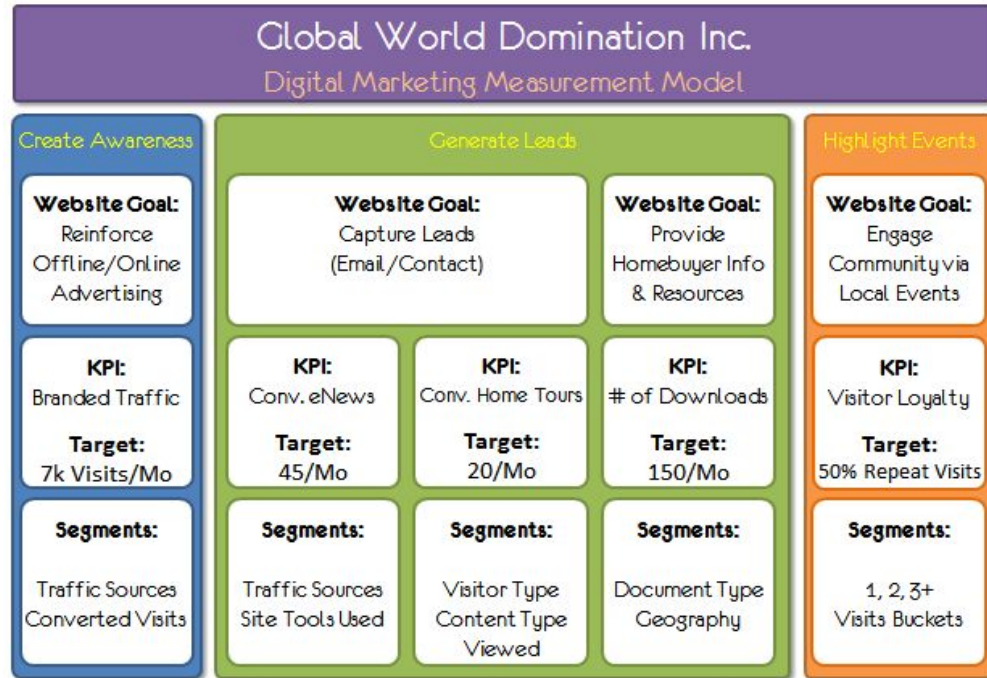 Global World Domination Inc.
Digital Marketing Measurement Model
Create Awareness
Website Goal:
Reinforce
Offline/Online
Advertising
KPI:
Branded Traffic
Target:
7k Visits/Mo
Segments:
Traffic Sources
Converted Visits
Generate Leads
Website Goal:
Capture Leads
(Email/Contact)
KPI:
Conv. eNews
Target:
45/Mo
Segments:
Traffic Sources
Site Tools Used
KPI:
Conv. Home Tours
Target:
20/Mo
Segments:
Visitor Type
Content Type
Viewed
Website Goal:
Provide
Homebuyer Info
& Resources
KPI:
# of Downloads
Target:
150/Mo
Segments:
Document Type
Geography
Highlight Events
Website Goal:
Engage
Community via
Local Events
KPI:
Visitor Loyalty
Target:
50% Repeat Visits
Segments:
1, 2, 3+
Visits Buckets